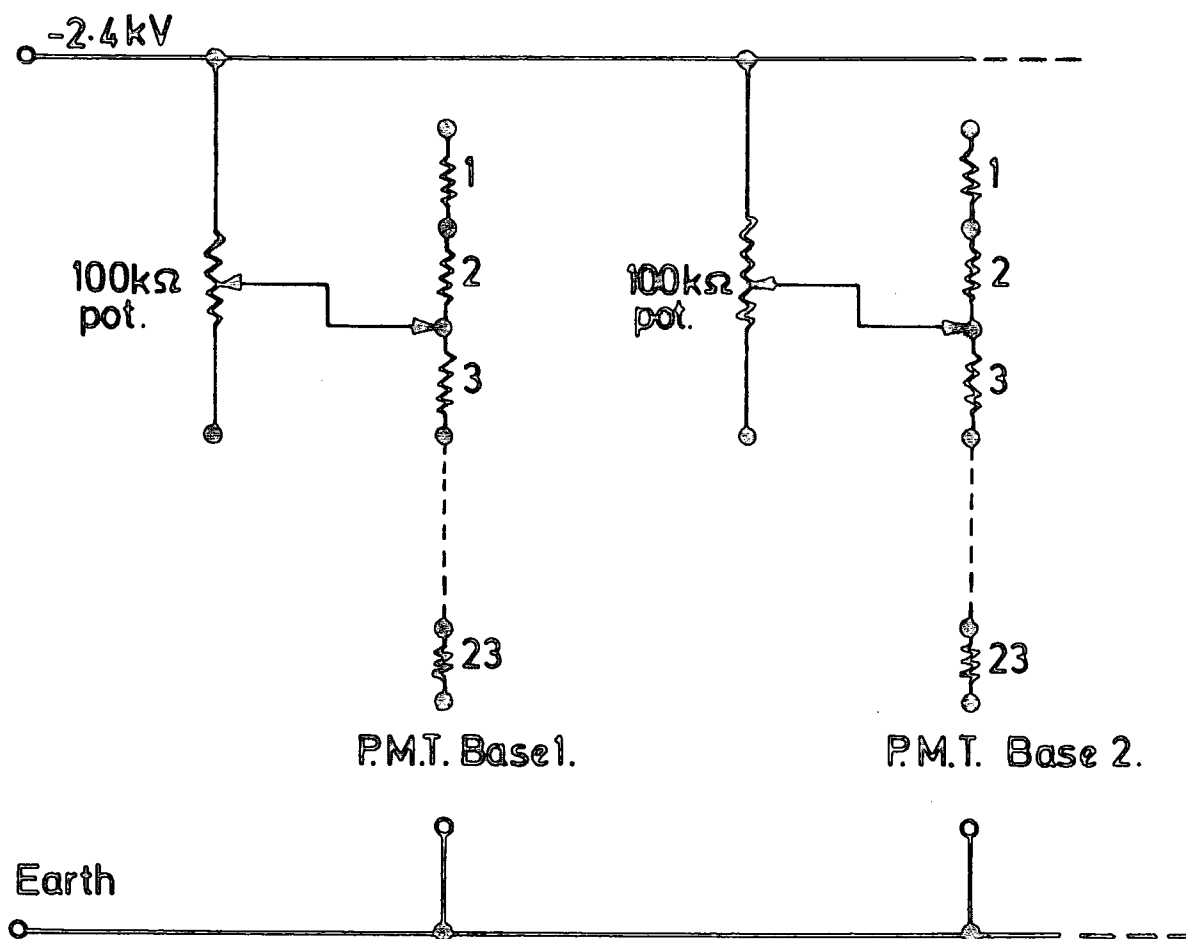 -2.4kV
1
1
2
2
100kΩ
pot.
100kΩ
pot.
3
3
23
23
P.M.T. Base 1.
P.M.T. Base 2.
Earth